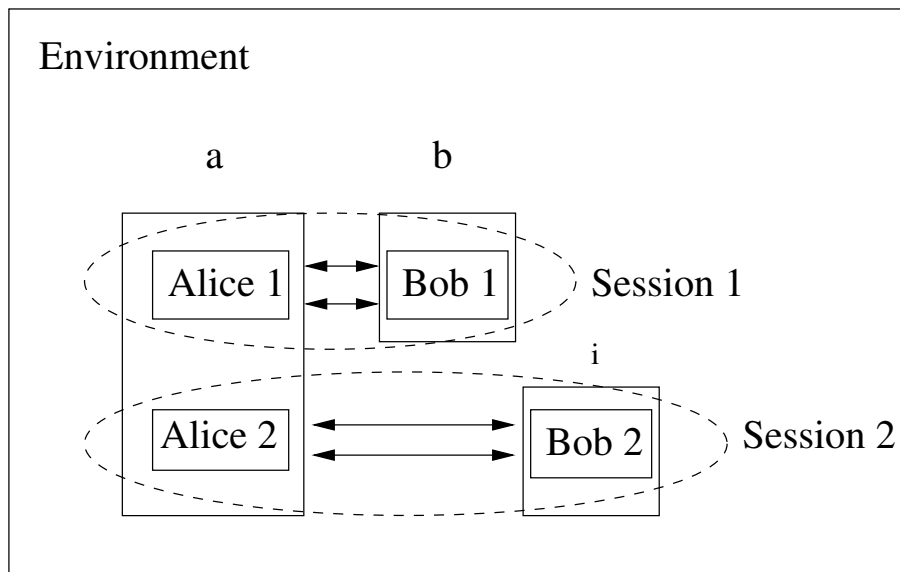 Environment
a
b
Alice 1
Bob 1
Session 1
i
Alice 2
Bob 2
Session 2